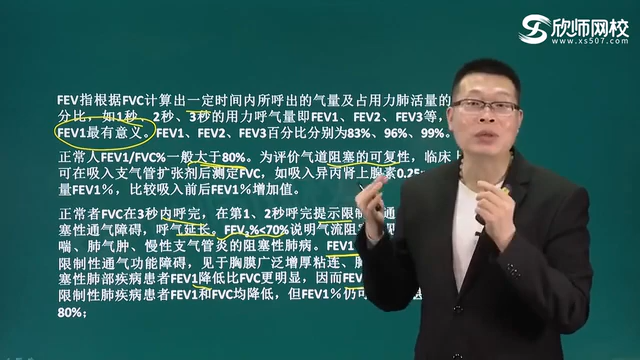 欣师网校
www.xs507.com
FEV指根据FVC计算出一定时间内所呼出的气量及占用力肺活量的
分比，如1秒、2秒、3秒的用力呼气量即FEV1、FEV2、FEV3等，
FEV1最有意义。FEV1、FEV2、FEV3百分比分别为83%、96%、99%。
正常人FEV1/FVC%一般大于80%。为评价气道阻塞的可复性，临床
可在吸入支气管扩张剂后测定FVC，如吸入异丙肾上腺素0.25
量FEV1%，比较吸入前后FEV1%增加值。
正常者FVC在3秒内呼完，在第1、2秒呼完提示限制 通
塞性通气障碍，呼气延长。FEV1%<70%说明气流阻
喘、肺气肿、慢性支气管炎的阻塞性肺病。FEV1
限制性通气功能障碍，见于胸膜广泛增厚粘连、
塞性肺部疾病患者FEV1降低比FVC更明显，因而FEV
限制性肺疾病患者FEV1和FVC均降低，但FEV1%仍可
80%；